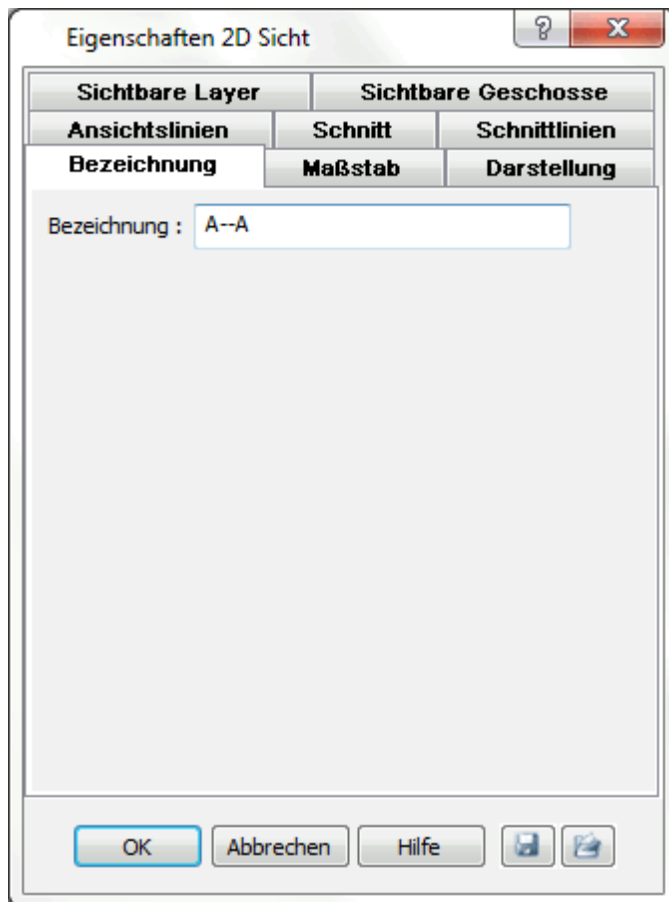 Eigenschaften 2D Sicht
?
X
Sichtbare Layer Sichtbare Geschosse
Ansichtslinien Schnitt Schnittlinien
Bezeichnung Maßstab Darstellung
Bezeichnung : A--A
OK Abbrechen Hilfe